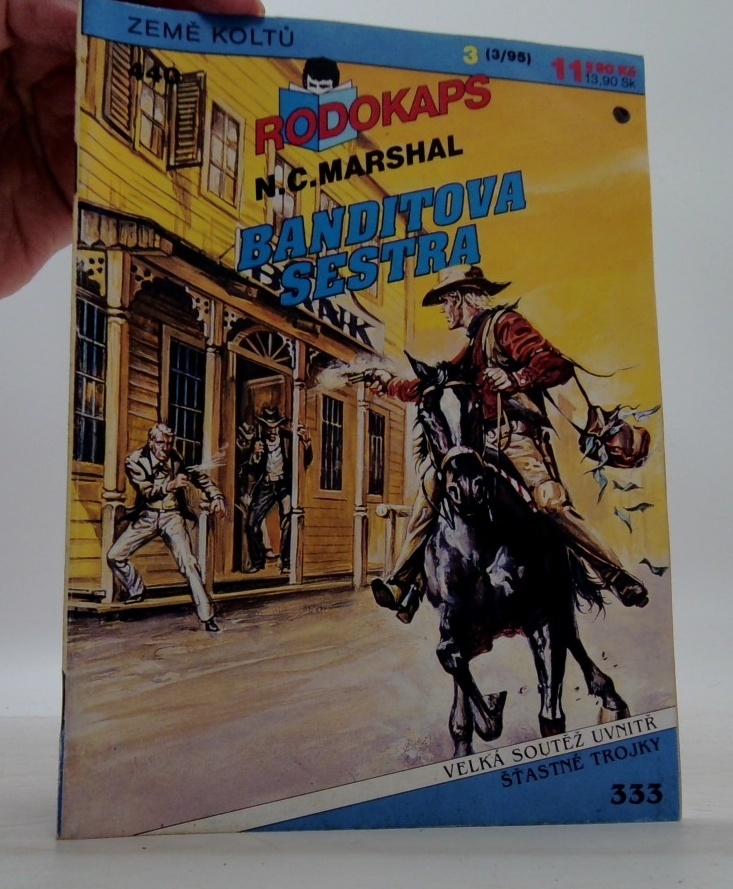 ZEMĚ KOLTŮ
3 (3/95)
11,90 Kč
13,90 Sk
440
RODOKAPS
N.C.MARSHAL
BANDITOVA
SESTRA
BANK
VELKÁ SOUTĚŽ UVNITŘ
ŠŤASTNÉ TROJKY
333